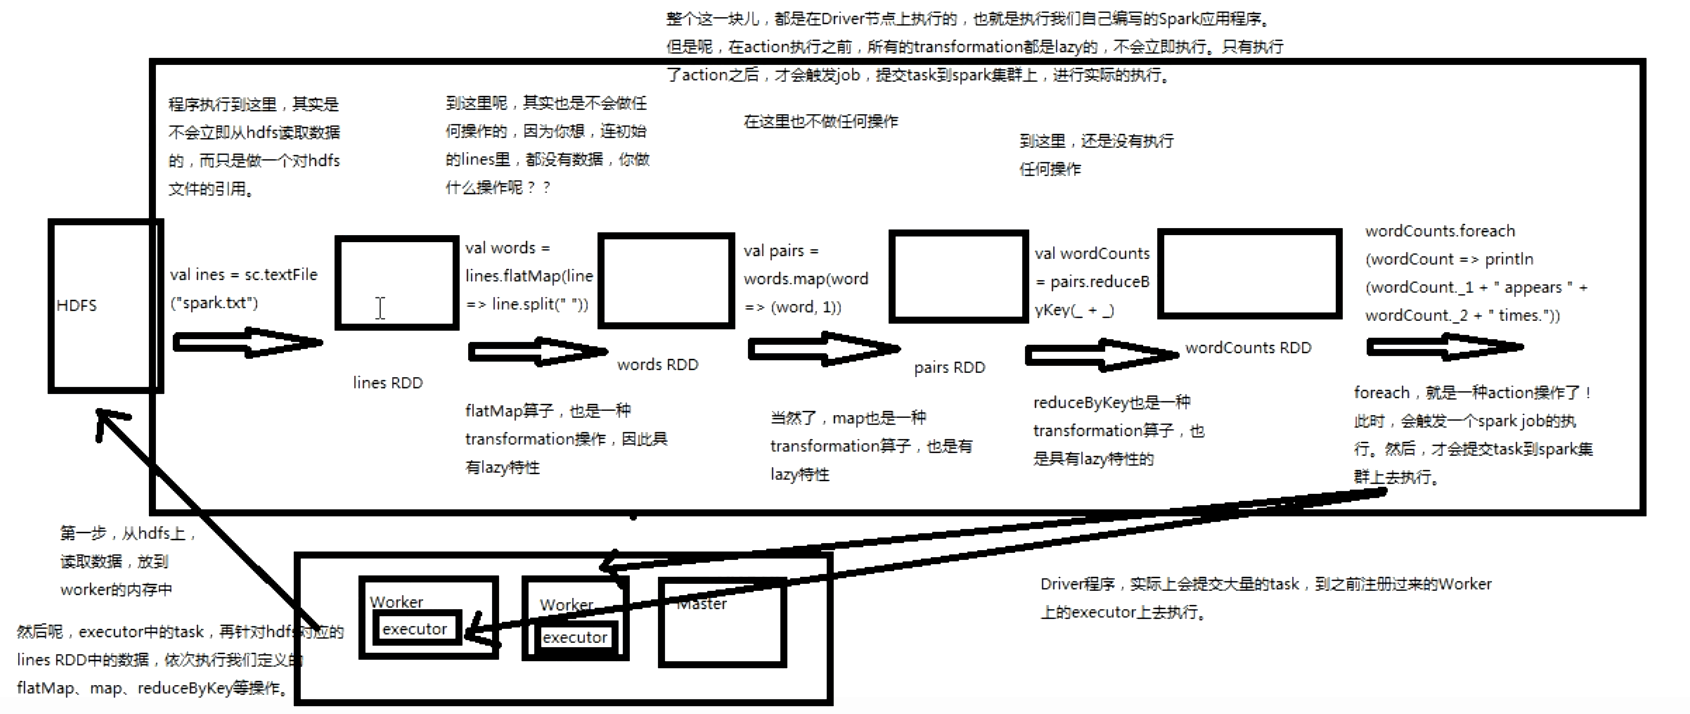 整个这一块儿，都是在Driver节点上执行的，也就是执行我们自己编写的Spark应用程序。
但是呢，在action执行之前，所有的transformation都是lazy的，不会立即执行。只有执行
了action之后，才会触发job，提交task到spark集群上，进行实际的执行。
程序执行到这里，其实是
不会立即从hdfs读取数据
的，而只是做一个对hdfs
文件的引用。
到这里呢，其实也是不会做任
何操作的，因为你想，连初始
的lines里，都没有数据，你做
什么操作呢？？
在这里也不做任何操作
到这里，还是没有执行
任何操作
HDFS
val ines = sc.textFile
("spark.txt")
lines RDD
val words =
lines.flatMap(line
=> line.split(" "))
words RDD
val pairs =
words.map(word
=> (word, 1))
pairs RDD
val wordCounts
= pairs.reduceB
yKey(_ + _)
wordCounts RDD
wordCounts.foreach
(wordCount => println
(wordCount._1 + " appears " +
wordCount._2 + " times."))
flatMap算子，也是一种
transformation操作，因此具
有lazy特性
当然了，map也是一种
transformation算子，也是有
lazy特性
reduceByKey也是一种
transformation算子，也
是具有lazy特性的
foreach，就是一种action操作了！
此时，会触发一个spark job的执
行。然后，才会提交task到spark集
群上去执行。
第一步，从hdfs上，
读取数据，放到
worker的内存中
然后呢，executor中的task，再针对hdfs对应的
lines RDD中的数据，依次执行我们定义的
flatMap、map、reduceByKey等操作。
Worker
executor
Worker
executor
Master
Driver程序，实际上会提交大量的task，到之前注册过来的Worker
上的executor上去执行。